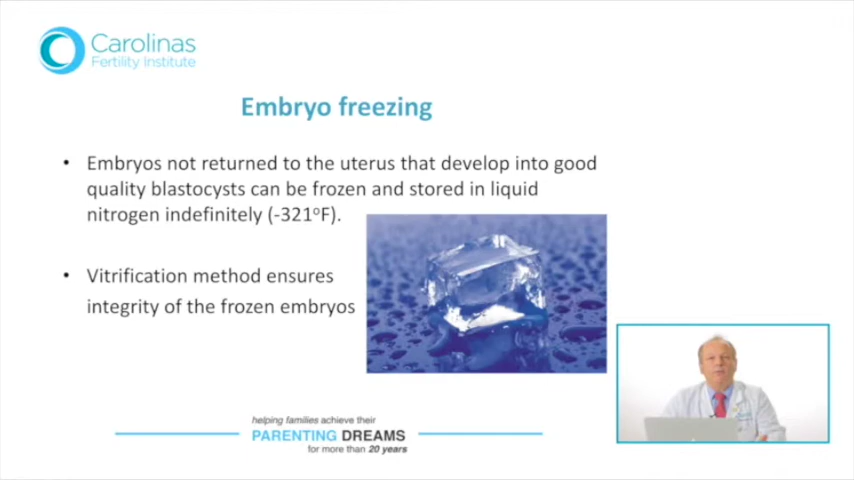 Carolinas
Fertility Institute
Embryo freezing
• Embryos not returned to the uterus that develop into good
quality blastocysts can be frozen and stored in liquid
nitrogen indefinitely (-321°F).
• Vitrification method ensures
integrity of the frozen embryos
helping families achieve their
PARENTING DREAMS
for more than 20 years